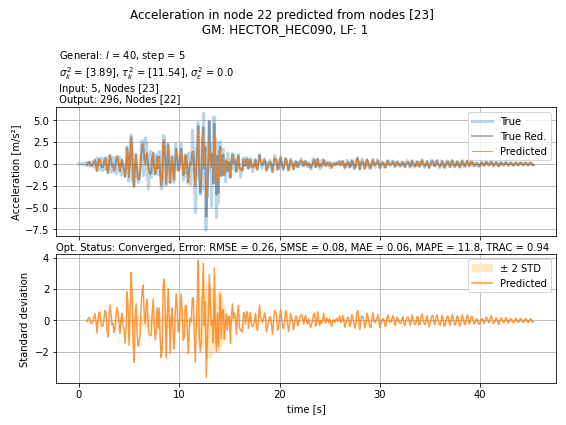 Acceleration in node 22 predicted from nodes [23]
GM: HECTOR_HEC090, LF: 1
General: l = 40, step = 5
σ²ₖ = [3.89], τ²ₖ = [11.54], σ²ε = 0.0
Input: 5, Nodes [23]
Output: 296, Nodes [22]
Acceleration [m/s²]
5.0
2.5
0.0
−2.5
−5.0
−7.5
True
True Red.
Predicted
Opt. Status: Converged, Error: RMSE = 0.26, SMSE = 0.08, MAE = 0.06, MAPE = 11.8, TRAC = 0.94
Standard deviation
4
2
0
−2
± 2 STD
Predicted
0 10 20 30 40
time [s]